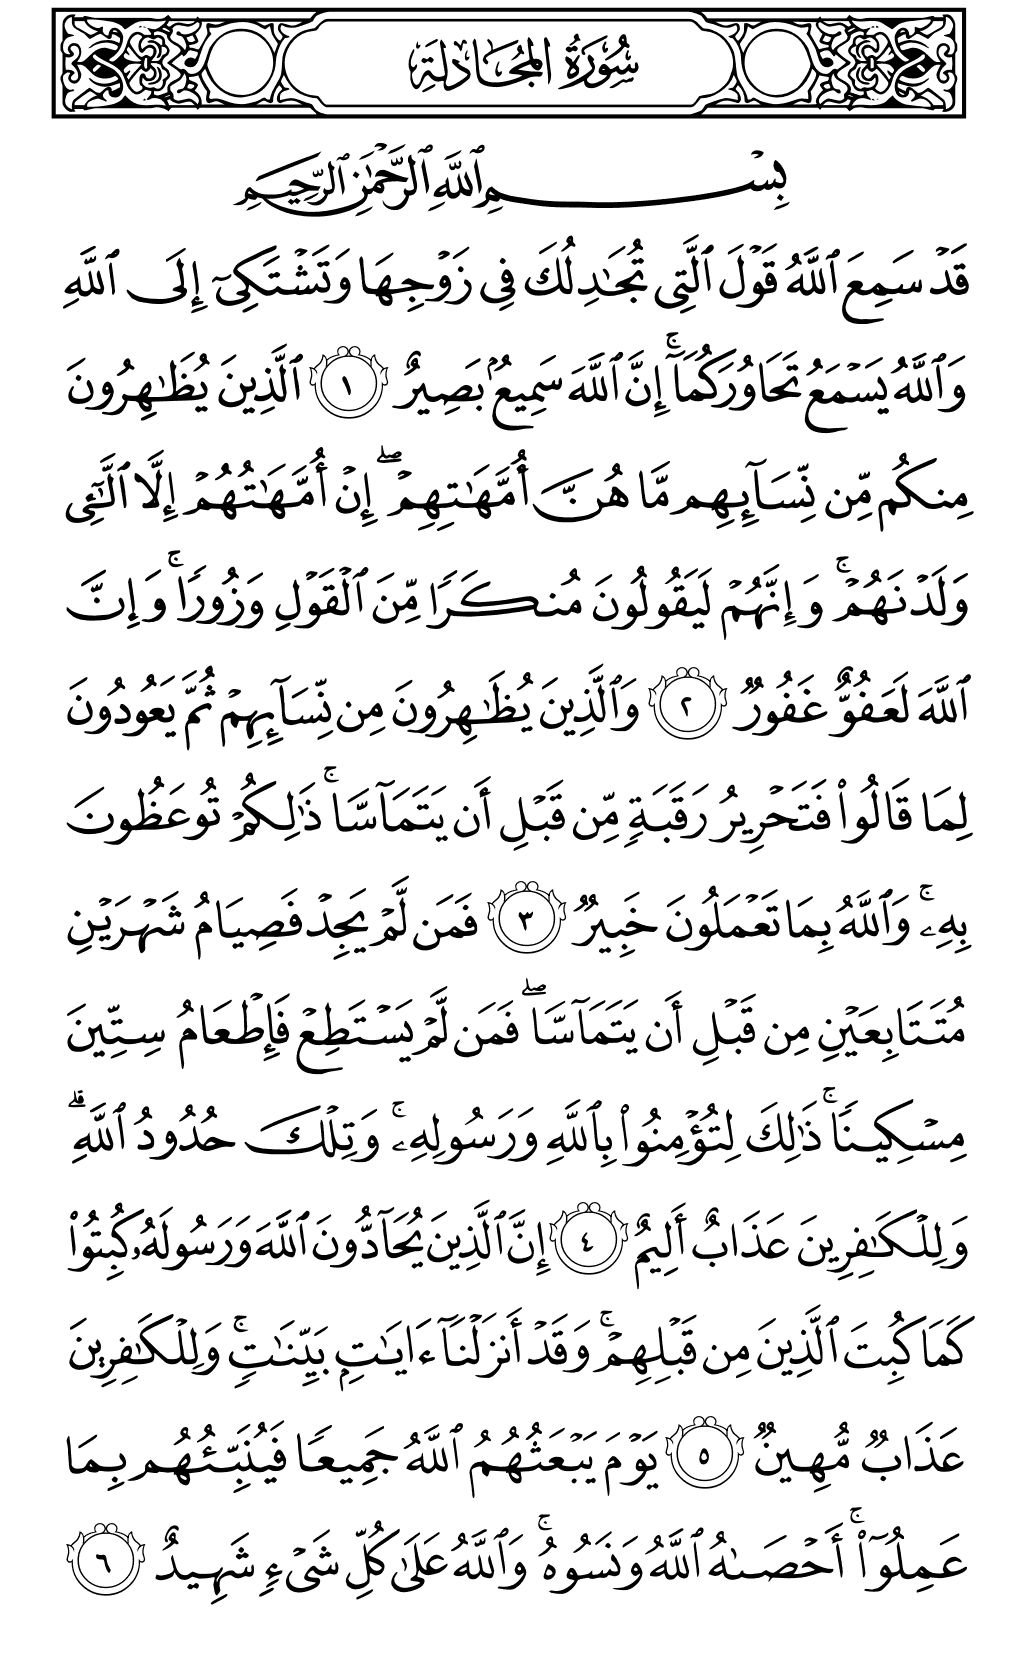 سُورَةُ المُجَادلة
بِسْمِ ٱللَّهِ ٱلرَّحْمَٰنِ ٱلرَّحِيمِ
قَدْ سَمِعَ ٱللَّهُ قَوْلَ ٱلَّتِى تُجَٰدِلُكَ فِى زَوْجِهَا وَتَشْتَكِىٓ إِلَى ٱللَّهِ
وَٱللَّهُ يَسْمَعُ تَحَاوُرَكُمَآ ۚ إِنَّ ٱللَّهَ سَمِيعٌۢ بَصِيرٌ ١ ٱلَّذِينَ يُظَٰهِرُونَ
مِنكُم مِّن نِّسَآئِهِم مَّا هُنَّ أُمَّهَٰتِهِمْ ۖ إِنْ أُمَّهَٰتُهُمْ إِلَّا ٱلَّٰٓـِٔى
وَلَدْنَهُمْ ۚ وَإِنَّهُمْ لَيَقُولُونَ مُنكَرًا مِّنَ ٱلْقَوْلِ وَزُورًا ۚ وَإِنَّ
ٱللَّهَ لَعَفُوٌّ غَفُورٌ ٢ وَٱلَّذِينَ يُظَٰهِرُونَ مِن نِّسَآئِهِمْ ثُمَّ يَعُودُونَ
لِمَا قَالُوا۟ فَتَحْرِيرُ رَقَبَةٍ مِّن قَبْلِ أَن يَتَمَآسَّا ۚ ذَٰلِكُمْ تُوعَظُونَ
بِهِۦ ۚ وَٱللَّهُ بِمَا تَعْمَلُونَ خَبِيرٌ ٣ فَمَن لَّمْ يَجِدْ فَصِيَامُ شَهْرَيْنِ
مُتَتَابِعَيْنِ مِن قَبْلِ أَن يَتَمَآسَّا ۖ فَمَن لَّمْ يَسْتَطِعْ فَإِطْعَامُ سِتِّينَ
مِسْكِينًا ۚ ذَٰلِكَ لِتُؤْمِنُوا۟ بِٱللَّهِ وَرَسُولِهِۦ ۚ وَتِلْكَ حُدُودُ ٱللَّهِ ۗ
وَلِلْكَٰفِرِينَ عَذَابٌ أَلِيمٌ ٤ إِنَّ ٱلَّذِينَ يُحَآدُّونَ ٱللَّهَ وَرَسُولَهُۥ كُبِتُوا۟
كَمَا كُبِتَ ٱلَّذِينَ مِن قَبْلِهِمْ ۚ وَقَدْ أَنزَلْنَآ ءَايَٰتٍۭ بَيِّنَٰتٍ ۚ وَلِلْكَٰفِرِينَ
عَذَابٌ مُّهِينٌ ٥ يَوْمَ يَبْعَثُهُمُ ٱللَّهُ جَمِيعًا فَيُنَبِّئُهُم بِمَا
عَمِلُوٓا۟ ۚ أَحْصَىٰهُ ٱللَّهُ وَنَسُوهُ ۚ وَٱللَّهُ عَلَىٰ كُلِّ شَىْءٍ شَهِيدٌ ٦